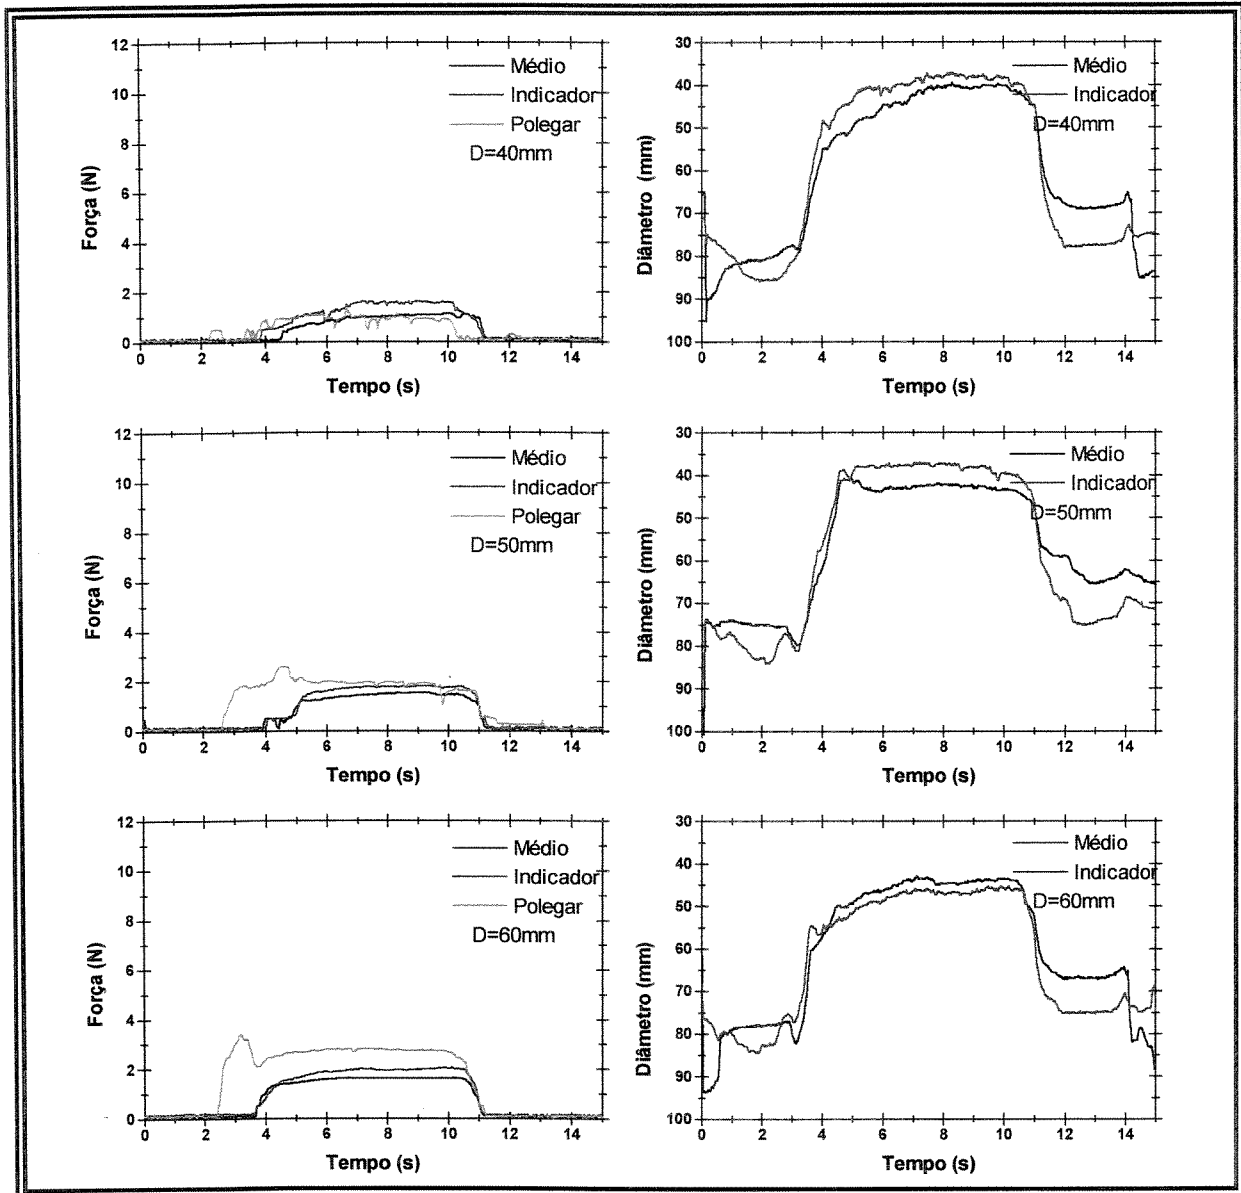 12
10
8
6
4
2
0
Força (N)
0 2 4 6 8 10 12 14
Tempo (s)
Médio
Indicador
Polegar
D=40mm
30
40
50
60
70
80
90
100
Diâmetro (mm)
0 2 4 6 8 10 12 14
Tempo (s)
Médio
Indicador
D=40mm
12
10
8
6
4
2
0
Força (N)
0 2 4 6 8 10 12 14
Tempo (s)
Médio
Indicador
Polegar
D=50mm
30
40
50
60
70
80
90
100
Diâmetro (mm)
0 2 4 6 8 10 12 14
Tempo (s)
Médio
Indicador
D=50mm
12
10
8
6
4
2
0
Força (N)
0 2 4 6 8 10 12 14
Tempo (s)
Médio
Indicador
Polegar
D=60mm
30
40
50
60
70
80
90
100
Diâmetro (mm)
0 2 4 6 8 10 12 14
Tempo (s)
Médio
Indicador
D=60mm